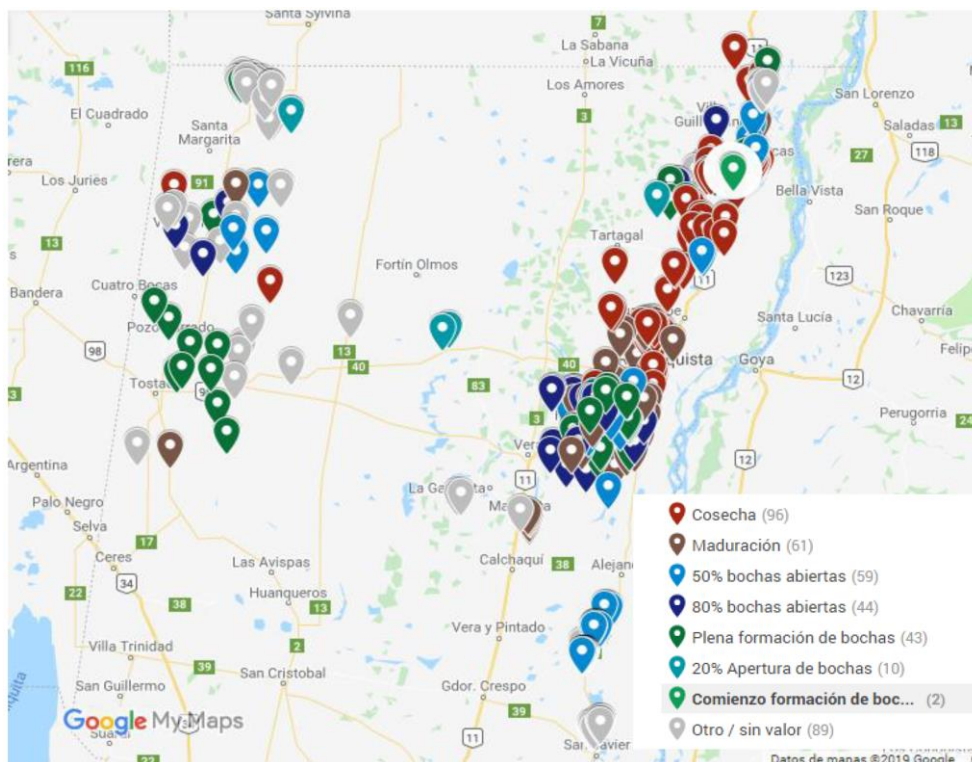 Santa Sylvina
7
11
La Sabana
La Vicuña
116
Los Amores
El Cuadrado
3
San Lorenzo
13
Saladas
Santa
Margarita
118
27
Los Juries
91
Bella Vista
San Roque
Tartagal
13
Fortín Olmos
11
123
Cuatro Bocas
Bandera
Chavarría
Santa Lucía
98
13
40
40
Goya
12
83
3
Perugorria
12
11
Argentina
Palo Negro
Selva
17
Calchaquí
38
Ceres
Las Avispas
34
22
38
Huanqueros
13
Vera y Pintado
2
Villa Trinidad
39
San Cristobal
San Guillermo
Gdor. Crespo
39
11
Google My Maps
Cosecha (96)
Maduración (61)
50% bochas abiertas (59)
80% bochas abiertas (44)
Plena formación de bochas (43)
20% Apertura de bochas (10)
Comienzo formación de boc... (2)
Otro / sin valor (89)
Datos de mapas ©2019 Google